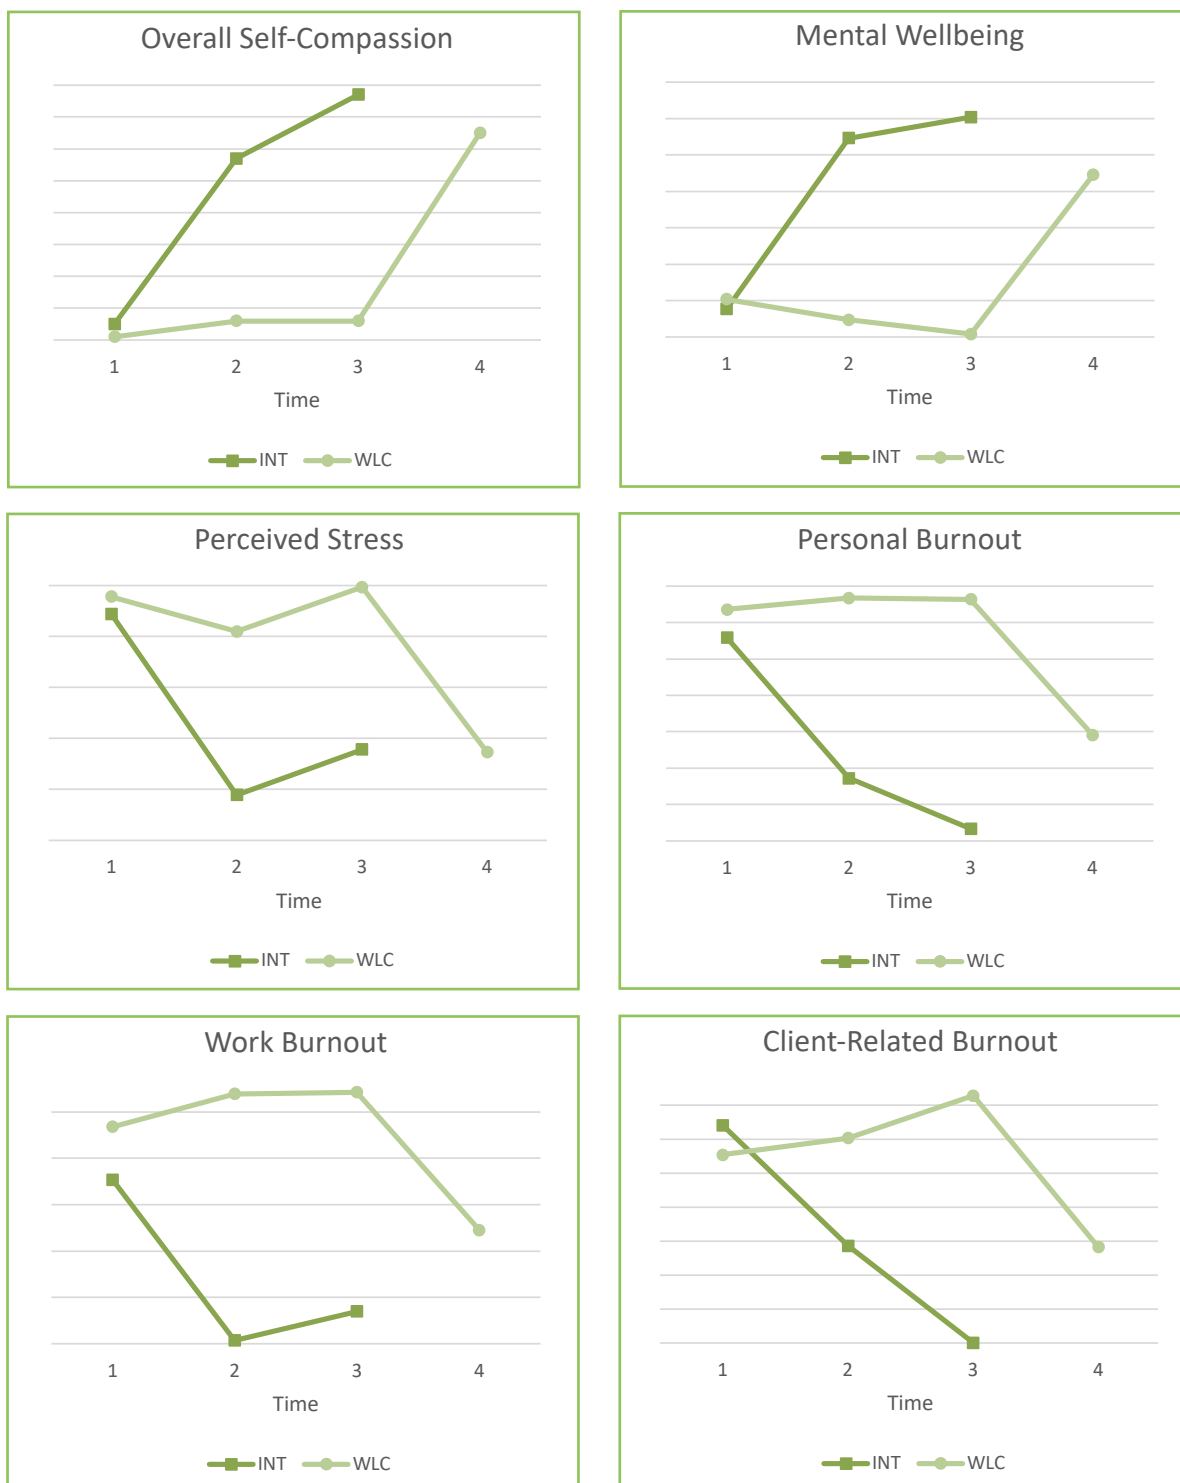 Overall Self-Compassion
1 2 3 4
Time
INT WLC
Mental Wellbeing
1 2 3 4
Time
INT WLC
Perceived Stress
1 2 3 4
Time
INT WLC
Personal Burnout
1 2 3 4
Time
INT WLC
Work Burnout
1 2 3 4
Time
INT WLC
Client-Related Burnout
1 2 3 4
Time
INT WLC